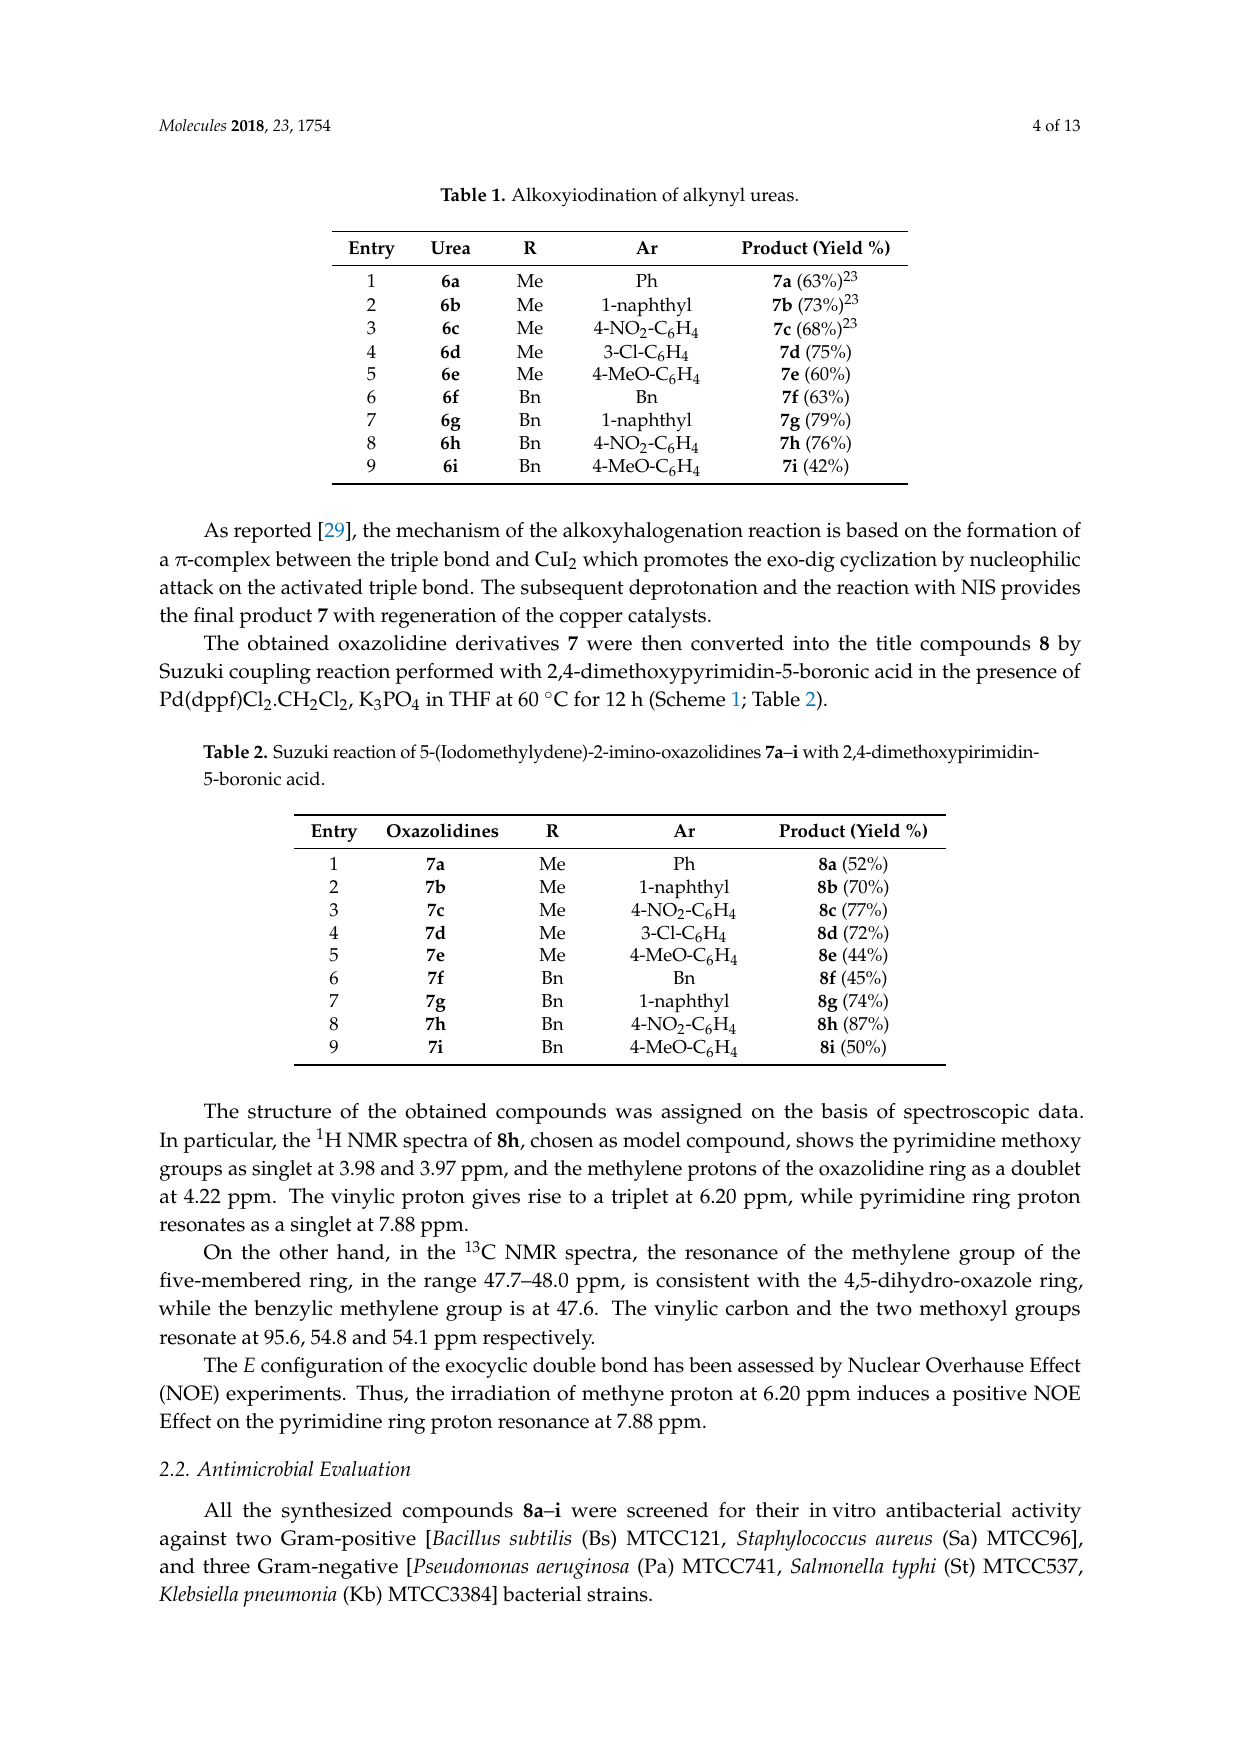 Molecules 2018, 23, 1754 4 of 13
Table 1. Alkoxyiodination of alkynyl ureas.
Entry Urea R Ar Product (Yield %)
1 6a Me Ph 7a (63%)23
2 6b Me 1-naphthyl 7b (73%)23
3 6c Me 4-NO2-C6H4 7c (68%)23
4 6d Me 3-Cl-C6H4 7d (75%)
5 6e Me 4-MeO-C6H4 7e (60%)
6 6f Bn Bn 7f (63%)
7 6g Bn 1-naphthyl 7g (79%)
8 6h Bn 4-NO2-C6H4 7h (76%)
9 6i Bn 4-MeO-C6H4 7i (42%)
As reported [29], the mechanism of the alkoxyhalogenation reaction is based on the formation of
a π-complex between the triple bond and CuI2 which promotes the exo-dig cyclization by nucleophilic
attack on the activated triple bond. The subsequent deprotonation and the reaction with NIS provides
the final product 7 with regeneration of the copper catalysts.
The obtained oxazolidine derivatives 7 were then converted into the title compounds 8 by
Suzuki coupling reaction performed with 2,4-dimethoxypyrimidin-5-boronic acid in the presence of
Pd(dppf)Cl2.CH2Cl2, K3PO4 in THF at 60 °C for 12 h (Scheme 1; Table 2).
Table 2. Suzuki reaction of 5-(Iodomethylydene)-2-imino-oxazolidines 7a–i with 2,4-dimethoxypirimidin-
5-boronic acid.
Entry Oxazolidines R Ar Product (Yield %)
1 7a Me Ph 8a (52%)
2 7b Me 1-naphthyl 8b (70%)
3 7c Me 4-NO2-C6H4 8c (77%)
4 7d Me 3-Cl-C6H4 8d (72%)
5 7e Me 4-MeO-C6H4 8e (44%)
6 7f Bn Bn 8f (45%)
7 7g Bn 1-naphthyl 8g (74%)
8 7h Bn 4-NO2-C6H4 8h (87%)
9 7i Bn 4-MeO-C6H4 8i (50%)
The structure of the obtained compounds was assigned on the basis of spectroscopic data.
In particular, the 1H NMR spectra of 8h, chosen as model compound, shows the pyrimidine methoxy
groups as singlet at 3.98 and 3.97 ppm, and the methylene protons of the oxazolidine ring as a doublet
at 4.22 ppm. The vinylic proton gives rise to a triplet at 6.20 ppm, while pyrimidine ring proton
resonates as a singlet at 7.88 ppm.
On the other hand, in the 13C NMR spectra, the resonance of the methylene group of the
five-membered ring, in the range 47.7–48.0 ppm, is consistent with the 4,5-dihydro-oxazole ring,
while the benzylic methylene group is at 47.6. The vinylic carbon and the two methoxyl groups
resonate at 95.6, 54.8 and 54.1 ppm respectively.
The E configuration of the exocyclic double bond has been assessed by Nuclear Overhause Effect
(NOE) experiments. Thus, the irradiation of methyne proton at 6.20 ppm induces a positive NOE
Effect on the pyrimidine ring proton resonance at 7.88 ppm.
2.2. Antimicrobial Evaluation
All the synthesized compounds 8a–i were screened for their in vitro antibacterial activity
against two Gram-positive [Bacillus subtilis (Bs) MTCC121, Staphylococcus aureus (Sa) MTCC96],
and three Gram-negative [Pseudomonas aeruginosa (Pa) MTCC741, Salmonella typhi (St) MTCC537,
Klebsiella pneumonia (Kb) MTCC3384] bacterial strains.